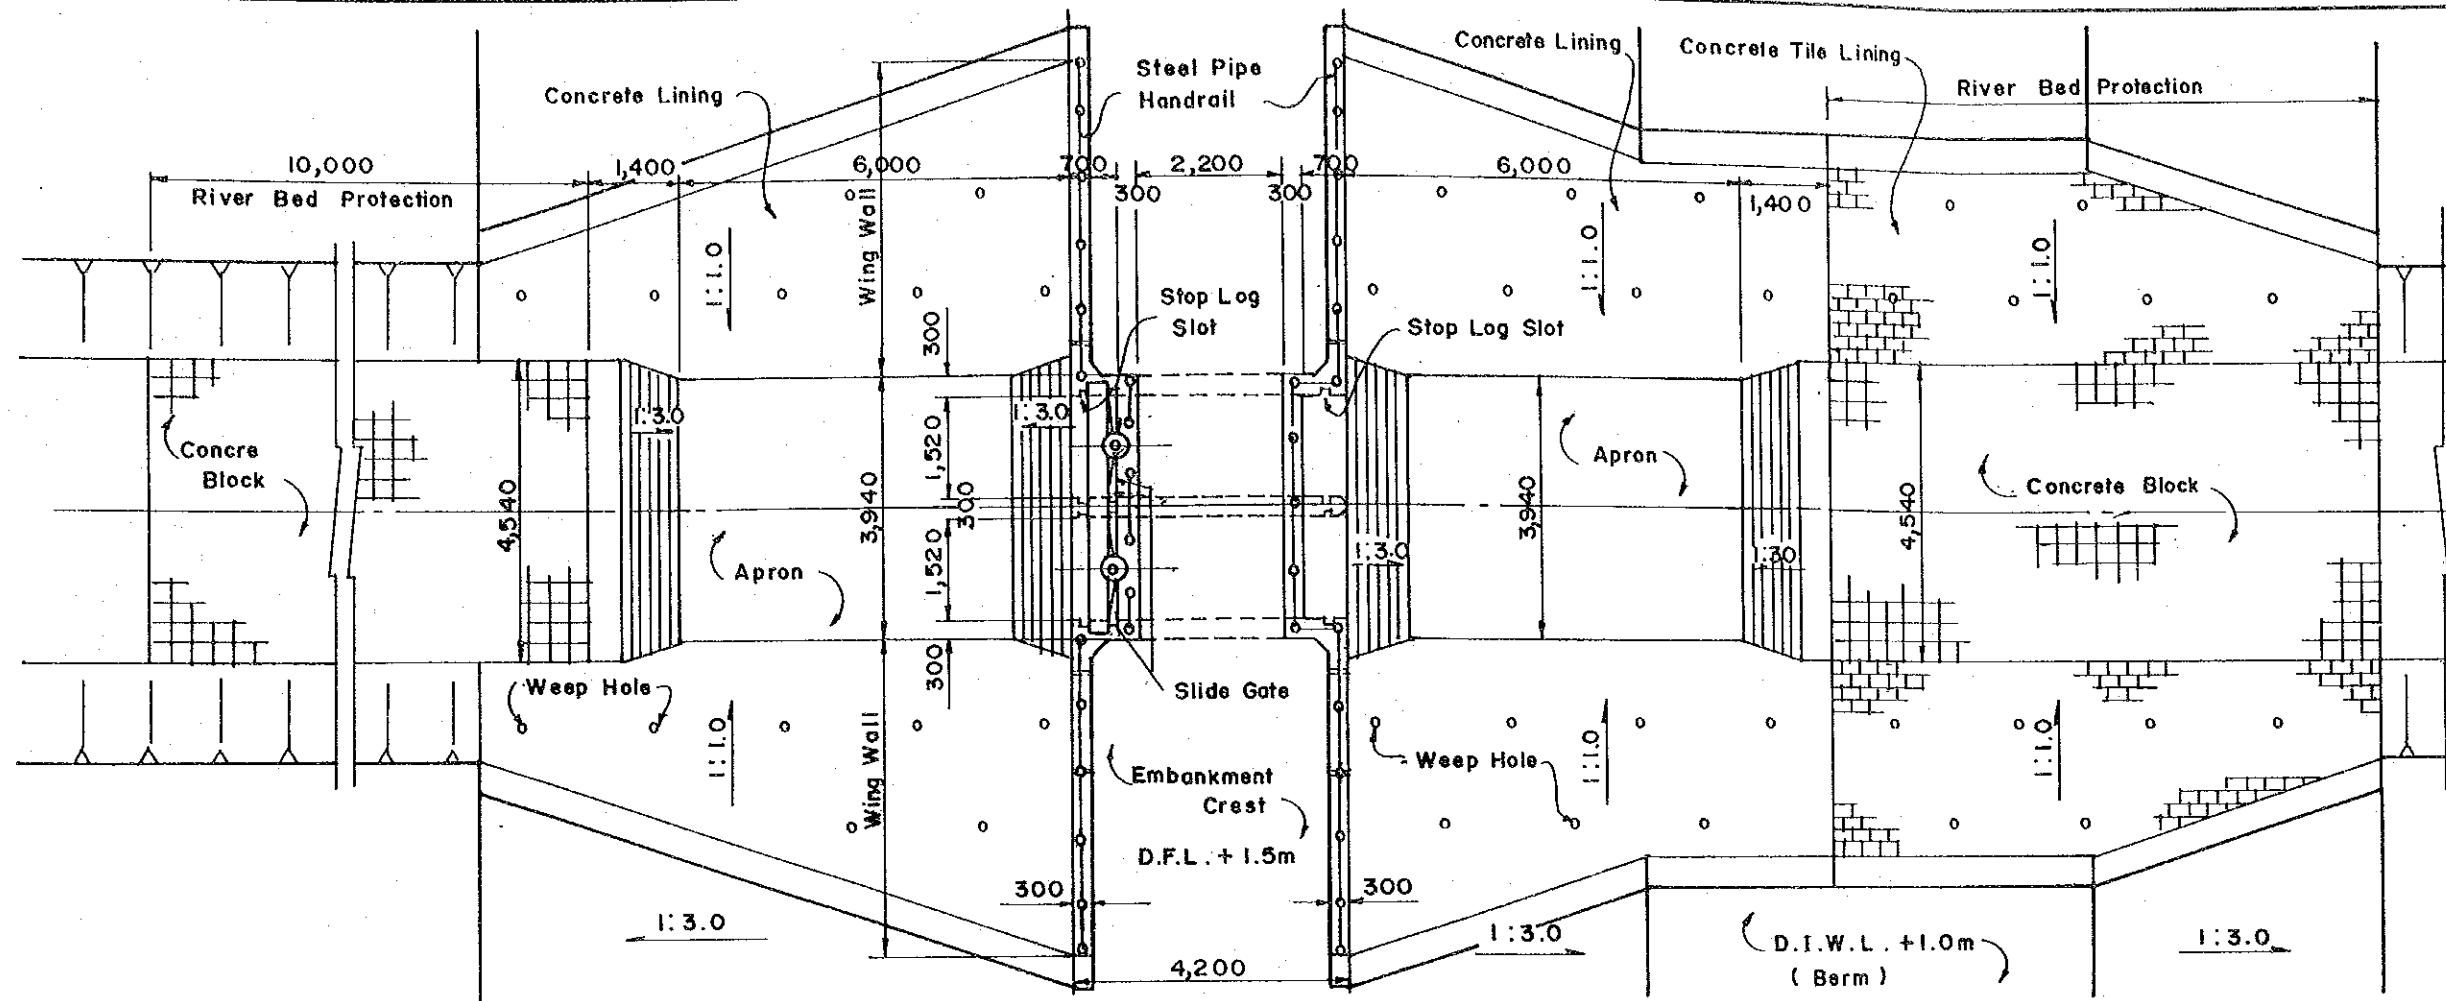 Concrete Lining
Steel Pipe
Handrail
Concrete Lining
Concrete Tile Lining
River Bed Protection
10,000
1,400
6,000
700
2,200
700
6,000
River Bed Protection
300
300
1,400
Wing Wall
1:1.0
1:1.0
1:1.0
Stop Log
Slot
Stop Log Slot
300
1:3.0
1:3.0
Concre
Block
1,520
Apron
Concrete Block
4,540
3,940
300
3,940
4,540
1,520
1:3.0
1:30
Apron
300
Weep Hole
Slide Gate
1:1.0
Wing Wall
1:1.0
1:1.0
Weep Hole
Embankment
Crest
D.F.L. + 1.5m
300
300
1:3.0
1:3.0
D.I.W.L. +1.0m
(Berm)
1:3.0
4,200